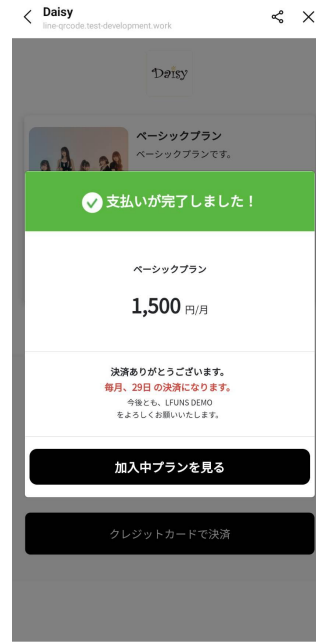 Daisy
line-qrcode.test-development.work
Daisy
ベーシックプラン
ベーシックプランです。
支払いが完了しました！
ベーシックプラン
1,500 円/月
決済ありがとうございます。
毎月、29日 の決済になります。
今後とも、LFUNS DEMO
をよろしくお願いいたします。
加入中プランを見る
クレジットカードで決済